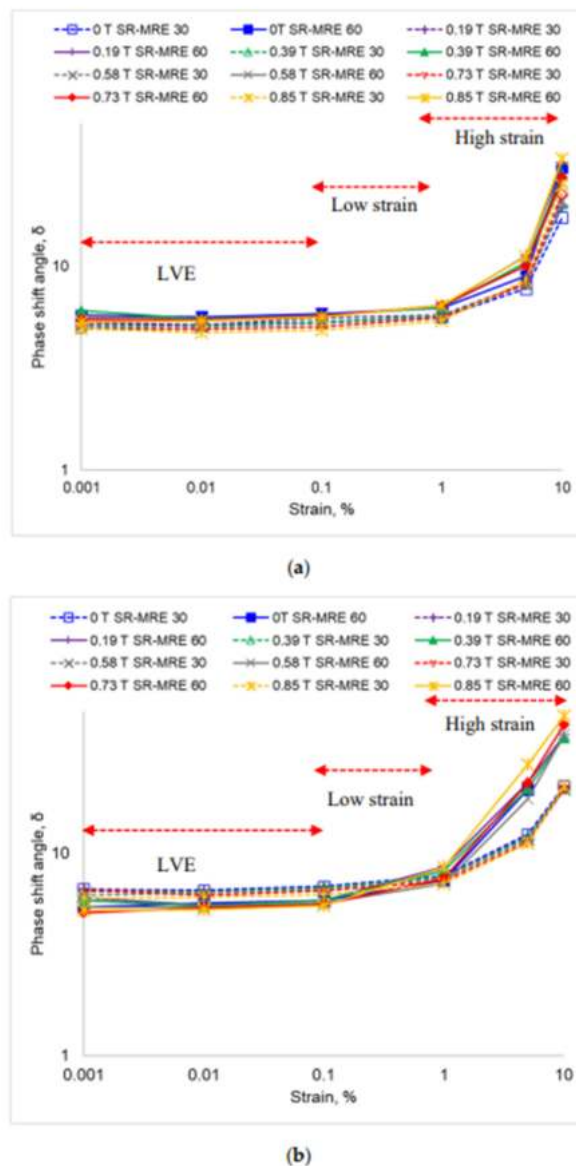 0 T SR-MRE 30 0T SR-MRE 60 0.19 T SR-MRE 30
0.19 T SR-MRE 60 0.39 T SR-MRE 30 0.39 T SR-MRE 60
0.58 T SR-MRE 30 0.58 T SR-MRE 60 0.73 T SR-MRE 30
0.73 T SR-MRE 60 0.85 T SR-MRE 30 0.85 T SR-MRE 60
High strain
Low strain
LVE
Phase shift angle, δ
10
1
0.001 0.01 0.1 1 10
Strain, %
(a)
0 T SR-MRE 30 0T SR-MRE 60 0.19 T SR-MRE 30
0.19 T SR-MRE 60 0.39 T SR-MRE 30 0.39 T SR-MRE 60
0.58 T SR-MRE 30 0.58 T SR-MRE 60 0.73 T SR-MRE 30
0.73 T SR-MRE 60 0.85 T SR-MRE 30 0.85 T SR-MRE 60
High strain
Low strain
LVE
Phase shift angle, δ
10
1
0.001 0.01 0.1 1 10
Strain, %
(b)